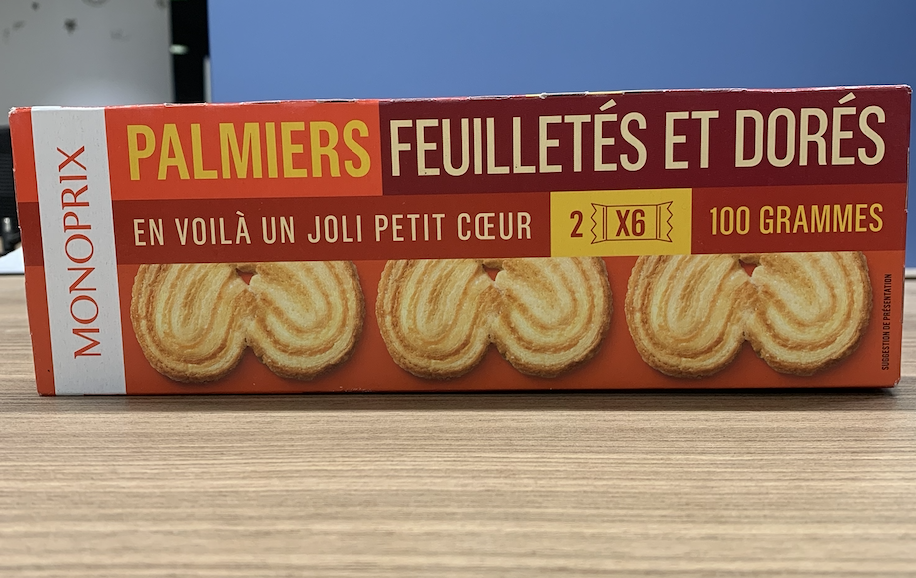 MONOPRIX
PALMIERS FEUILLETÉS ET DORÉS
EN VOILÀ UN JOLI PETIT CŒUR 2 X6 100 GRAMMES
SUGGESTION DE PRÉSENTATION